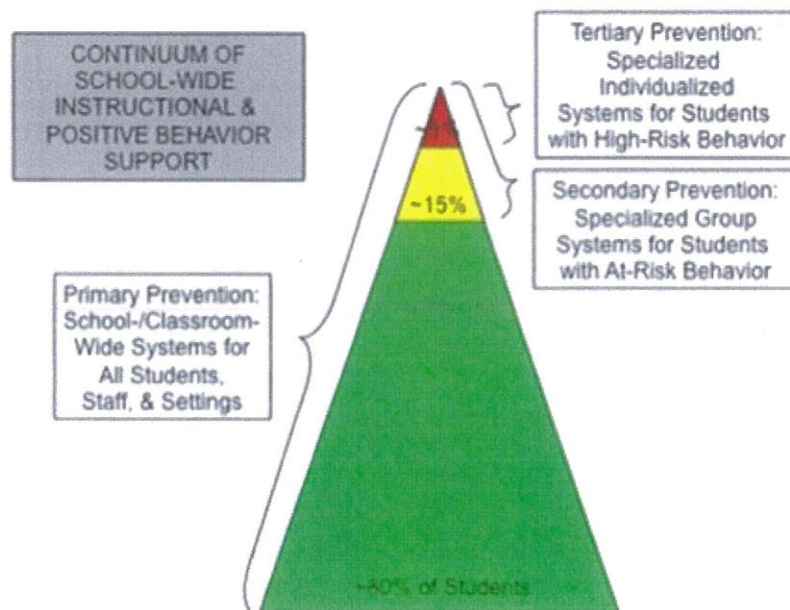 CONTINUUM OF
SCHOOL-WIDE
INSTRUCTIONAL &
POSITIVE BEHAVIOR
SUPPORT
Tertiary Prevention:
Specialized
Individualized
Systems for Students
with High-Risk Behavior
~15%
Secondary Prevention:
Specialized Group
Systems for Students
with At-Risk Behavior
Primary Prevention:
School-/Classroom-
Wide Systems for
All Students,
Staff, & Settings
~80% of Students